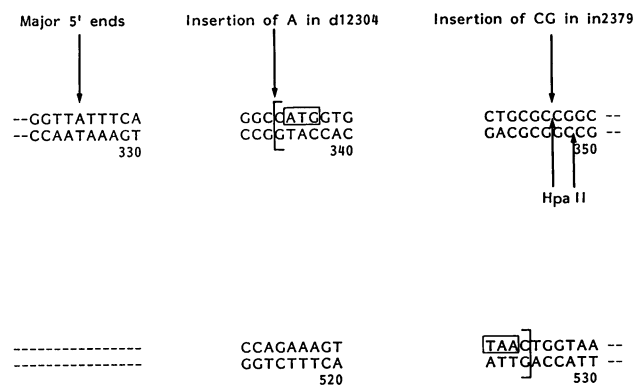 Major 5' ends Insertion of A in d12304 Insertion of CG in in2379
--GGTTATTTCA GGCCATGGTG CTGCGCCGGC --
--CCAATAAAGT CCGGTACCAC GACGCGGCCG --
330 340 350
Hpa II
-------------- CCAGAAAGT TAACTGGTAA --
-------------- GGTCTTTCA ATTGACCATT --
520 530